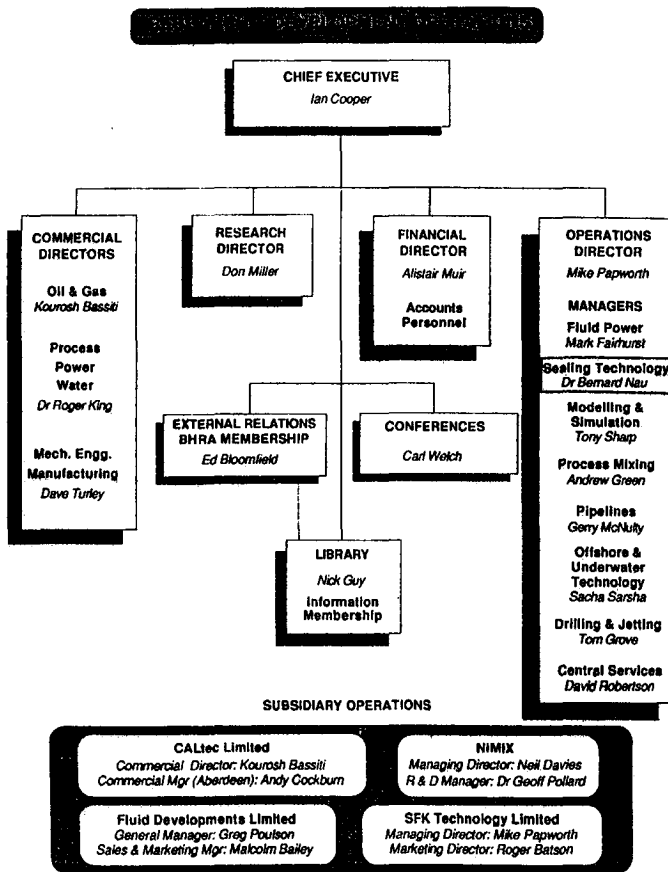 CHIEF EXECUTIVE
Ian Cooper
COMMERCIAL
DIRECTORS
Oil & Gas
Kourosh Bassiti
Process
Power
Water
Dr Roger King
Mech. Engg.
Manufacturing
Dave Turley
RESEARCH
DIRECTOR
Don Miller
FINANCIAL
DIRECTOR
Alistair Muir
Accounts
Personnel
OPERATIONS
DIRECTOR
Mike Papworth
MANAGERS
Fluid Power
Mark Fairhurst
Sealing Technology
Dr Bernard Nau
Modelling &
Simulation
Tony Sharp
Process Mixing
Andrew Green
Pipelines
Gerry McNulty
Offshore &
Underwater
Technology
Sacha Sarsha
Drilling & Jetting
Tom Grove
Central Services
David Robertson
EXTERNAL RELATIONS
BHRA MEMBERSHIP
Ed Bloomfield
CONFERENCES
Carl Welch
LIBRARY
Nick Guy
Information
Membership
SUBSIDIARY OPERATIONS
CALtec Limited
Commercial Director: Kourosh Bassiti
Commercial Mgr (Aberdeen): Andy Cockburn
NIMIX
Managing Director: Neil Davies
R & D Manager: Dr Geoff Pollard
Fluid Developments Limited
General Manager: Greg Poulson
Sales & Marketing Mgr: Malcolm Bailey
SFK Technology Limited
Managing Director: Mike Papworth
Marketing Director: Roger Batson